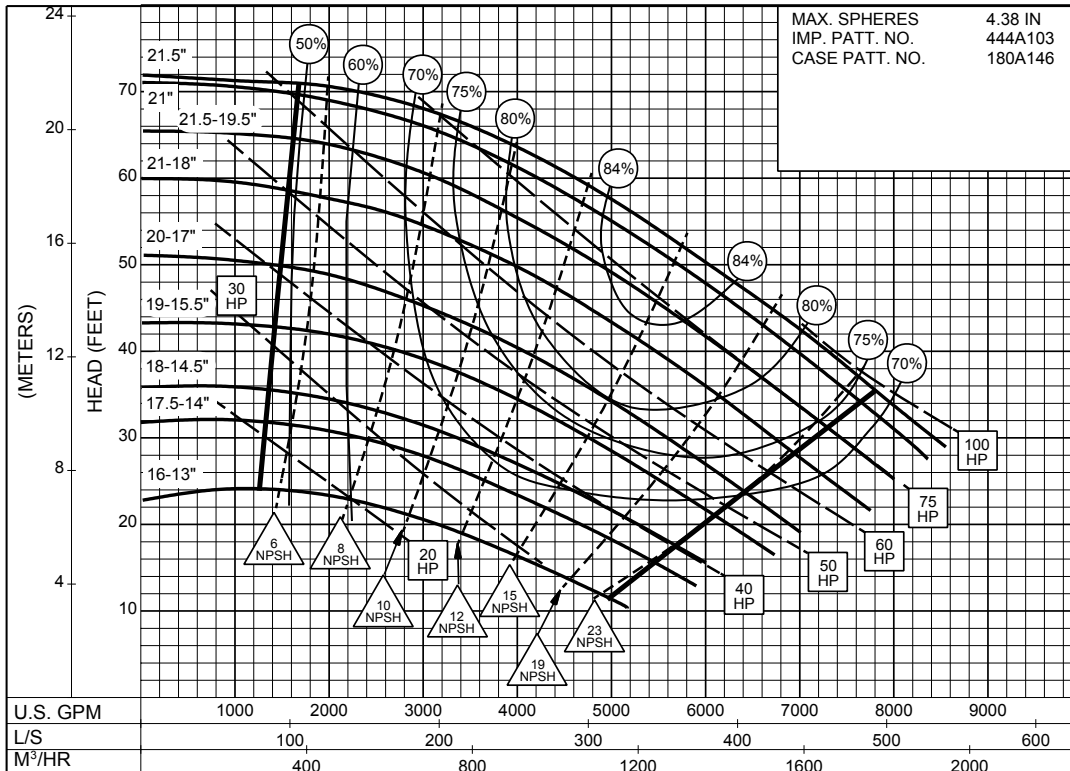 MAX. SPHERES 4.38 IN
IMP. PATT. NO. 444A103
CASE PATT. NO. 180A146
24
20
16
12
8
4
(METERS)
HEAD (FEET)
70
60
50
40
30
20
10
21.5"
21"
21.5-19.5"
21-18"
20-17"
19-15.5"
18-14.5"
17.5-14"
16-13"
50%
60%
70%
75%
80%
84%
84%
80%
75%
70%
30
HP
20
HP
40
HP
50
HP
60
HP
75
HP
100
HP
6
NPSH
8
NPSH
10
NPSH
12
NPSH
15
NPSH
19
NPSH
23
NPSH
U.S. GPM 1000 2000 3000 4000 5000 6000 7000 8000 9000
L/S 100 200 300 400 500 600
M³/HR 400 800 1200 1600 2000